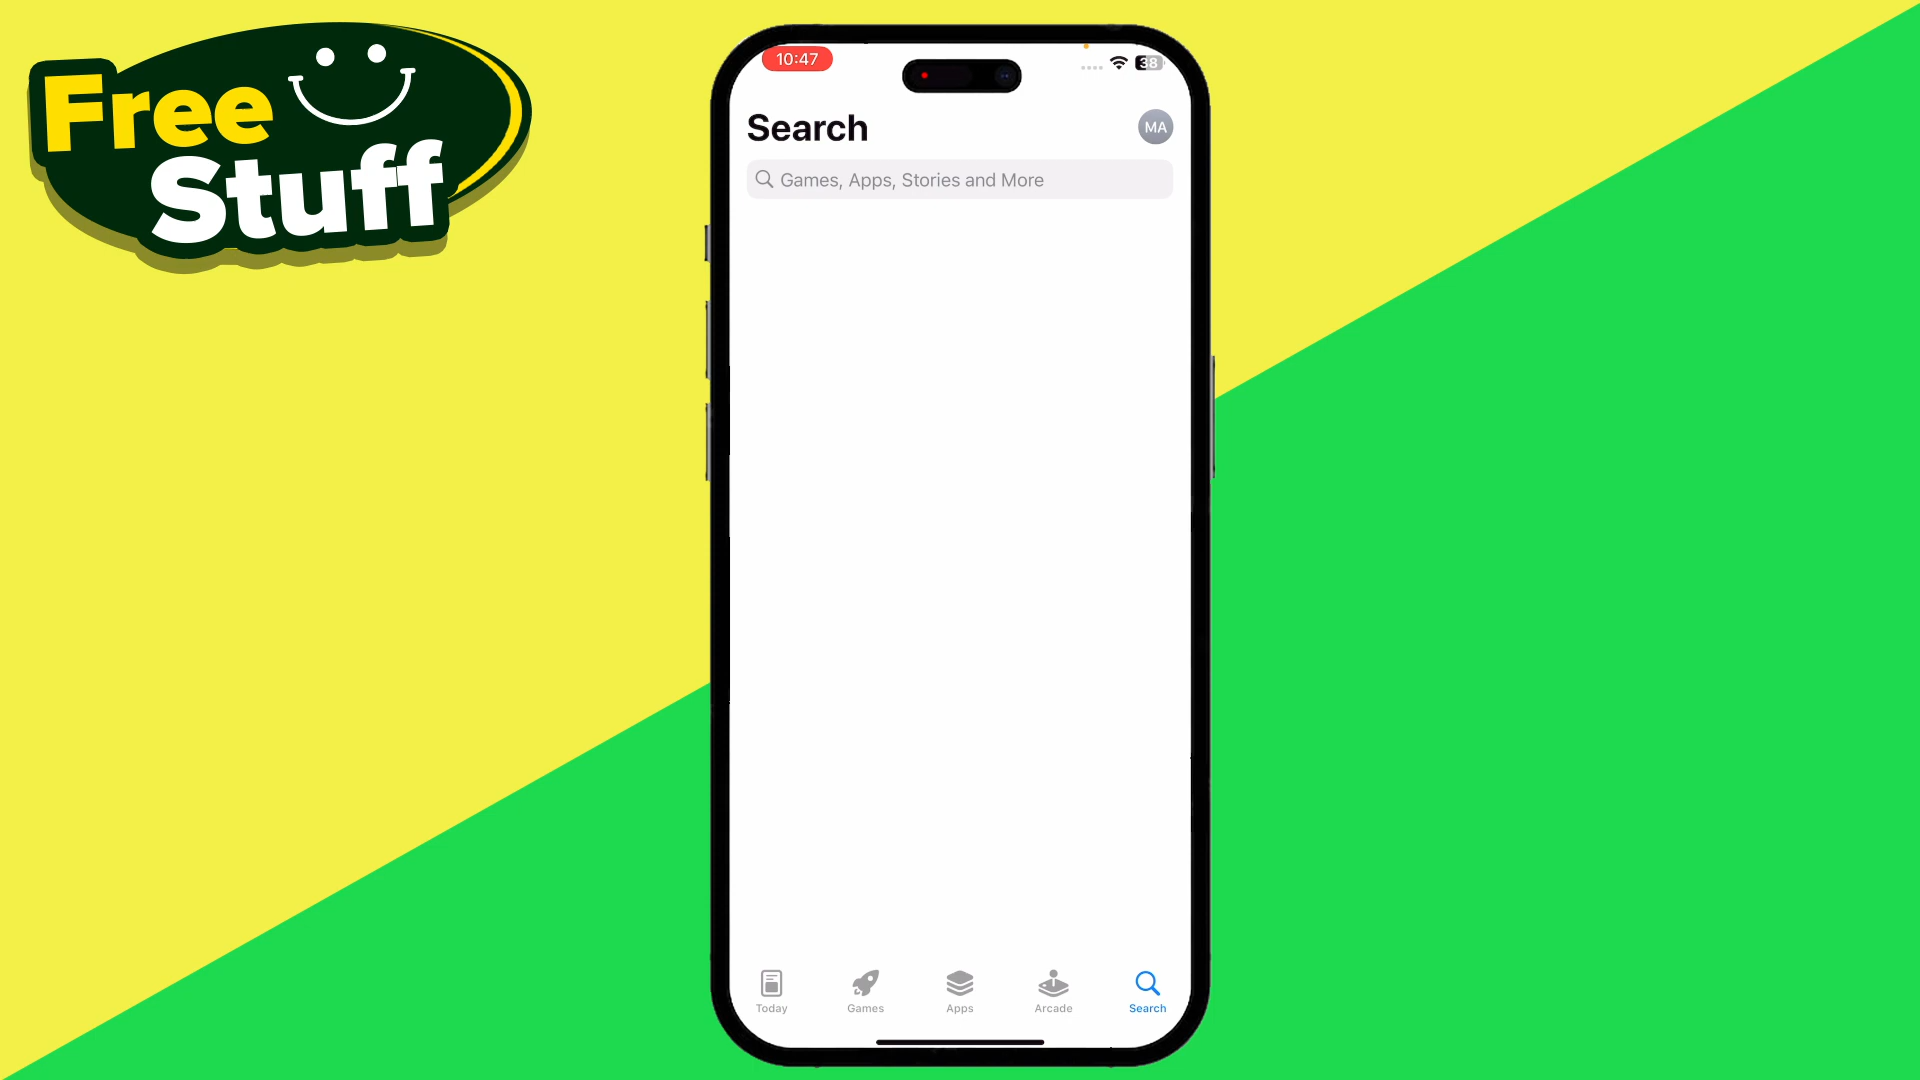 Free
Stuff
10:47
38
Search
MA
Games, Apps, Stories and More
Today
Games
Apps
Arcade
Search